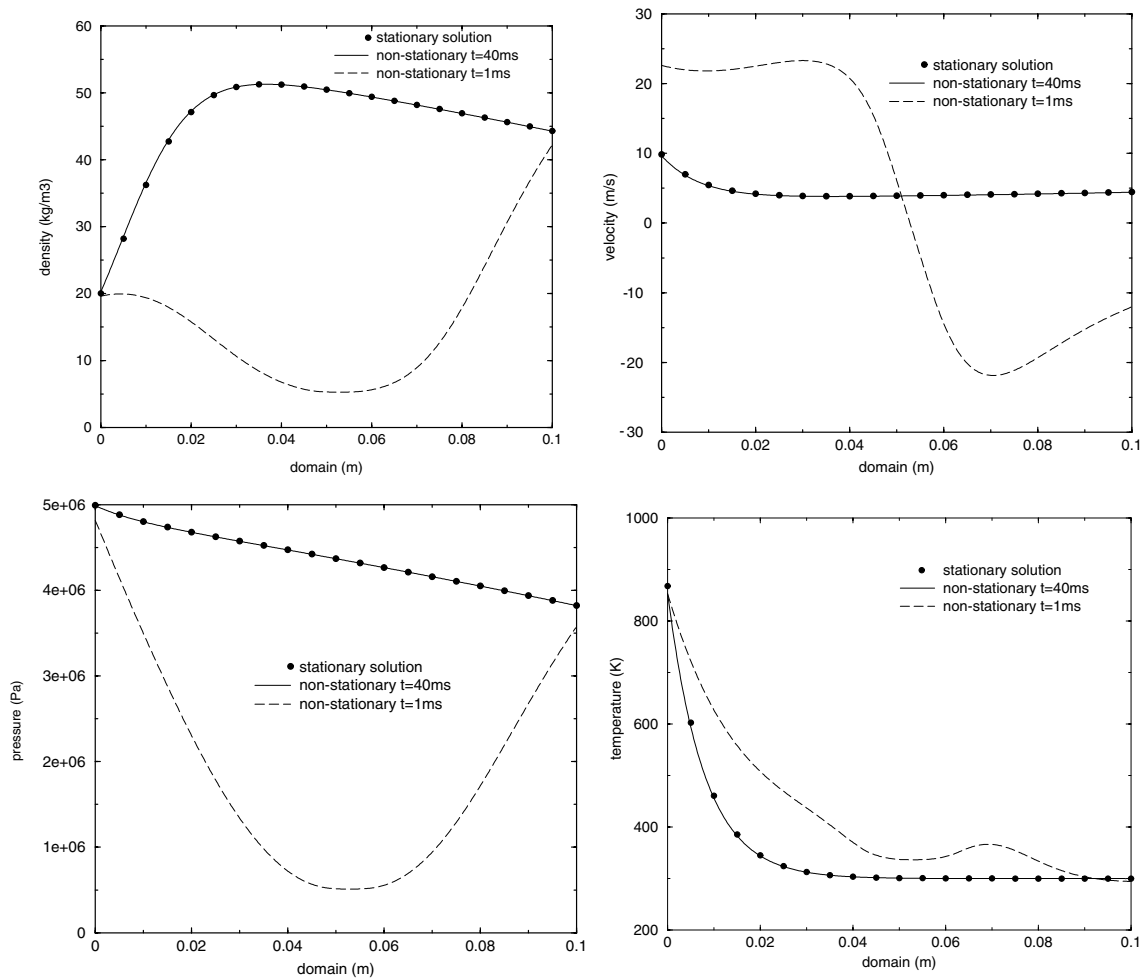 60
50
40
30
20
10
0
0
0.02
0.04
0.06
0.08
0.1
density (kg/m3)
domain (m)
stationary solution
non-stationary t=40ms
non-stationary t=1ms
30
20
10
0
-10
-20
-30
0
0.02
0.04
0.06
0.08
0.1
velocity (m/s)
domain (m)
stationary solution
non-stationary t=40ms
non-stationary t=1ms
5e+06
4e+06
3e+06
2e+06
1e+06
0
0
0.02
0.04
0.06
0.08
0.1
pressure (Pa)
domain (m)
stationary solution
non-stationary t=40ms
non-stationary t=1ms
1000
800
600
400
200
0
0.02
0.04
0.06
0.08
0.1
temperature (K)
domain (m)
stationary solution
non-stationary t=40ms
non-stationary t=1ms